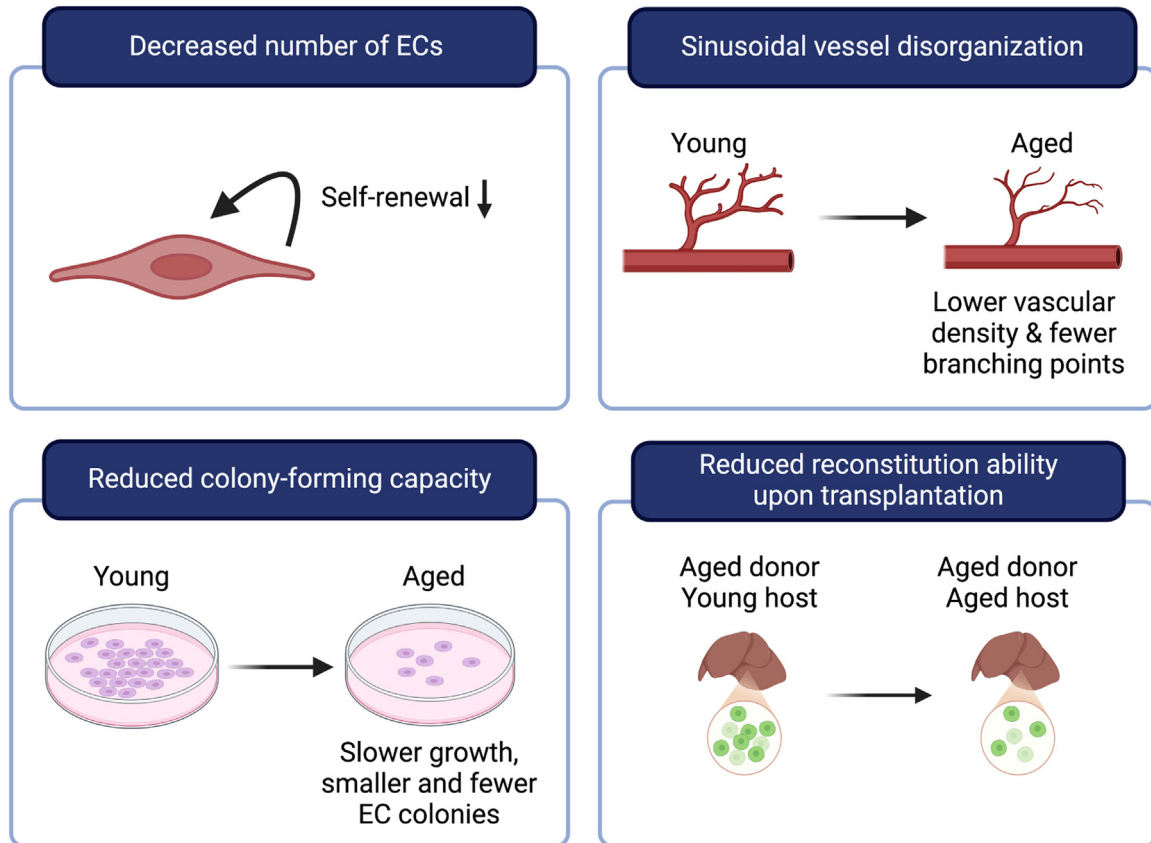 Decreased number of ECs
Self-renewal ↓
Sinusoidal vessel disorganization
Young
Aged
Lower vascular
density & fewer
branching points
Reduced colony-forming capacity
Young
Aged
Slower growth,
smaller and fewer
EC colonies
Reduced reconstitution ability
upon transplantation
Aged donor
Young host
Aged donor
Aged host